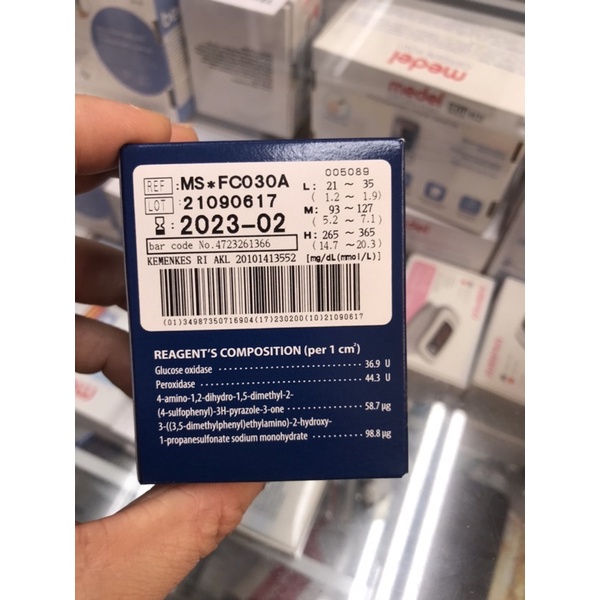 medel
medel
REF :MS*FC030A
LOT :21090617
: 2023-02
bar code No.4723261366
KEMENKES RI AKL 20101413552
005089
L: 21 ~ 35
( 1.2 ~ 1.9)
M: 93 ~ 127
( 5.2 ~ 7.1)
H: 265 ~ 365
(14.7 ~ 20.3)
[mg/dL(mmol/L)]
(01)34987350716904(17)230200(10)21090617
REAGENT'S COMPOSITION (per 1 cm²)
Glucose oxidase 36.9 U
Peroxidase 44.3 U
4-amino-1,2-dihydro-1,5-dimethyl-2-
(4-sulfophenyl)-3H-pyrazole-3-one 58.7 µg
3-((3,5-dimethylphenyl)ethylamino)-2-hydroxy-
1-propanesulfonate sodium monohydrate 98.8 µg